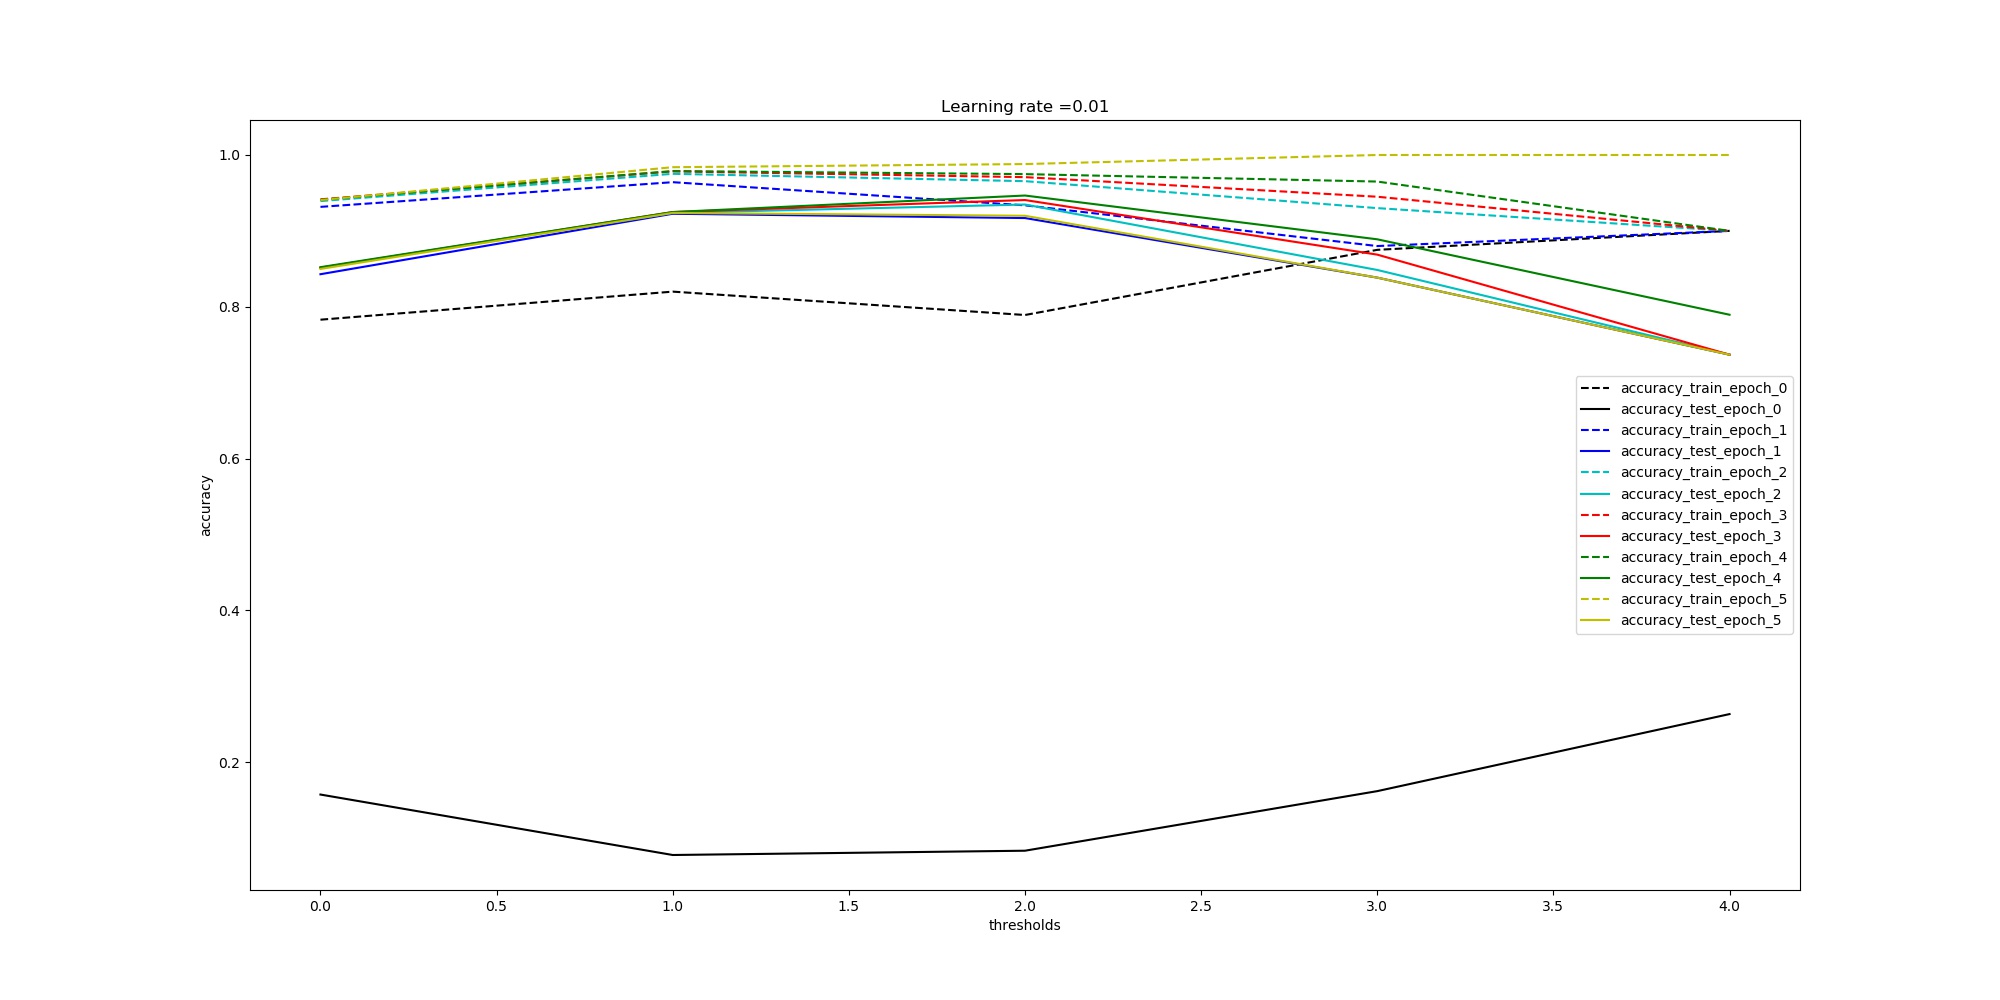 Learning rate =0.01
1.0
0.8
0.6
0.4
0.2
accuracy
accuracy_train_epoch_0
accuracy_test_epoch_0
accuracy_train_epoch_1
accuracy_test_epoch_1
accuracy_train_epoch_2
accuracy_test_epoch_2
accuracy_train_epoch_3
accuracy_test_epoch_3
accuracy_train_epoch_4
accuracy_test_epoch_4
accuracy_train_epoch_5
accuracy_test_epoch_5
0.0 0.5 1.0 1.5 2.0 2.5 3.0 3.5 4.0
thresholds